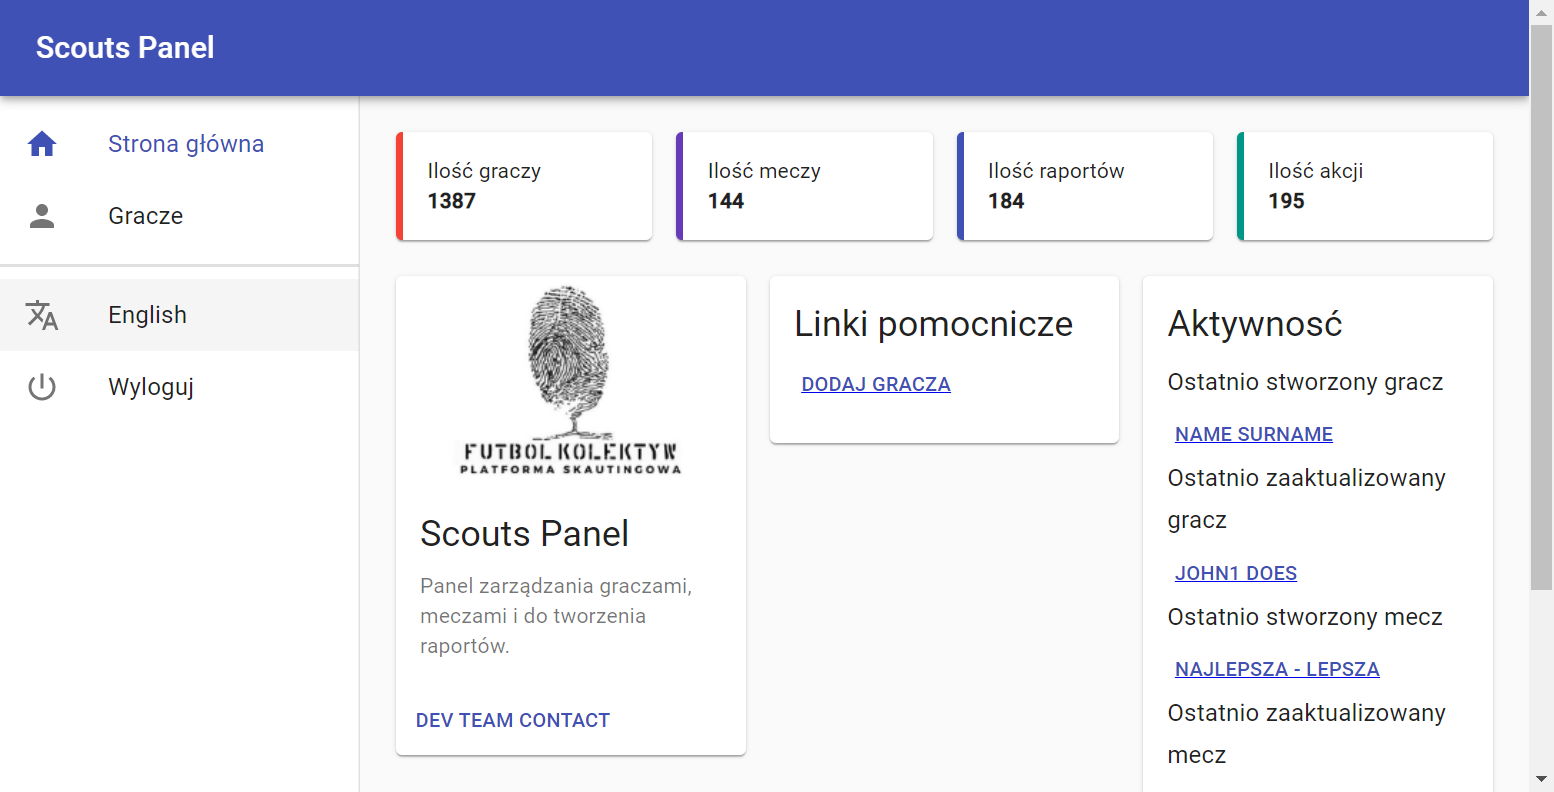 Scouts Panel
Strona główna
Gracze
English
Wyloguj
Ilość graczy
1387
Ilość meczy
144
Ilość raportów
184
Ilość akcji
195
FUTBOL KOLEKTYW
PLATFORMA SKAUTINGOWA
Scouts Panel
Panel zarządzania graczami,
meczami i do tworzenia
raportów.
DEV TEAM CONTACT
Linki pomocnicze
DODAJ GRACZA
Aktywnosć
Ostatnio stworzony gracz
NAME SURNAME
Ostatnio zaaktualizowany
gracz
JOHN1 DOES
Ostatnio stworzony mecz
NAJLEPSZA - LEPSZA
Ostatnio zaaktualizowany
mecz